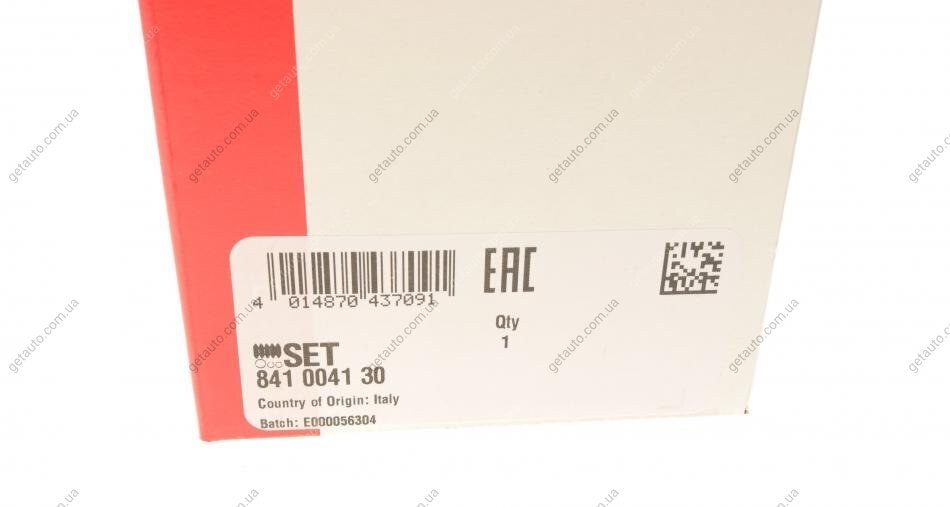 4 014870 437091
EAC
Qty
1
SET
841 0041 30
Country of Origin: Italy
Batch: E000056304
getauto.com.ua